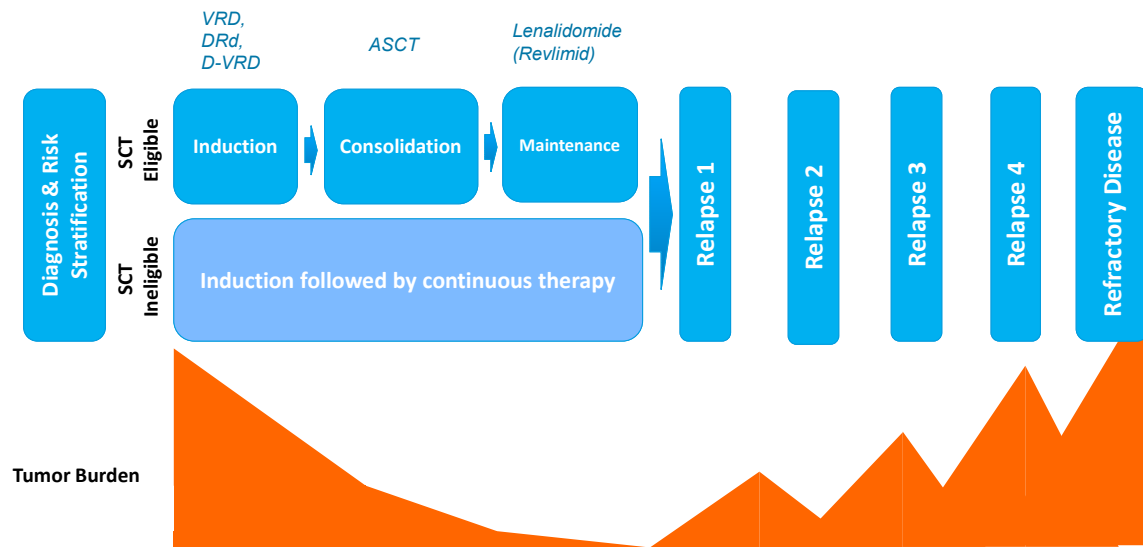 VRD,
DRd,
D-VRD
ASCT
Lenalidomide
(Revlimid)
Diagnosis & Risk
Stratification
SCT
Eligible
Induction
Consolidation
Maintenance
SCT
Ineligible
Induction followed by continuous therapy
Relapse 1
Relapse 2
Relapse 3
Relapse 4
Refractory Disease
Tumor Burden